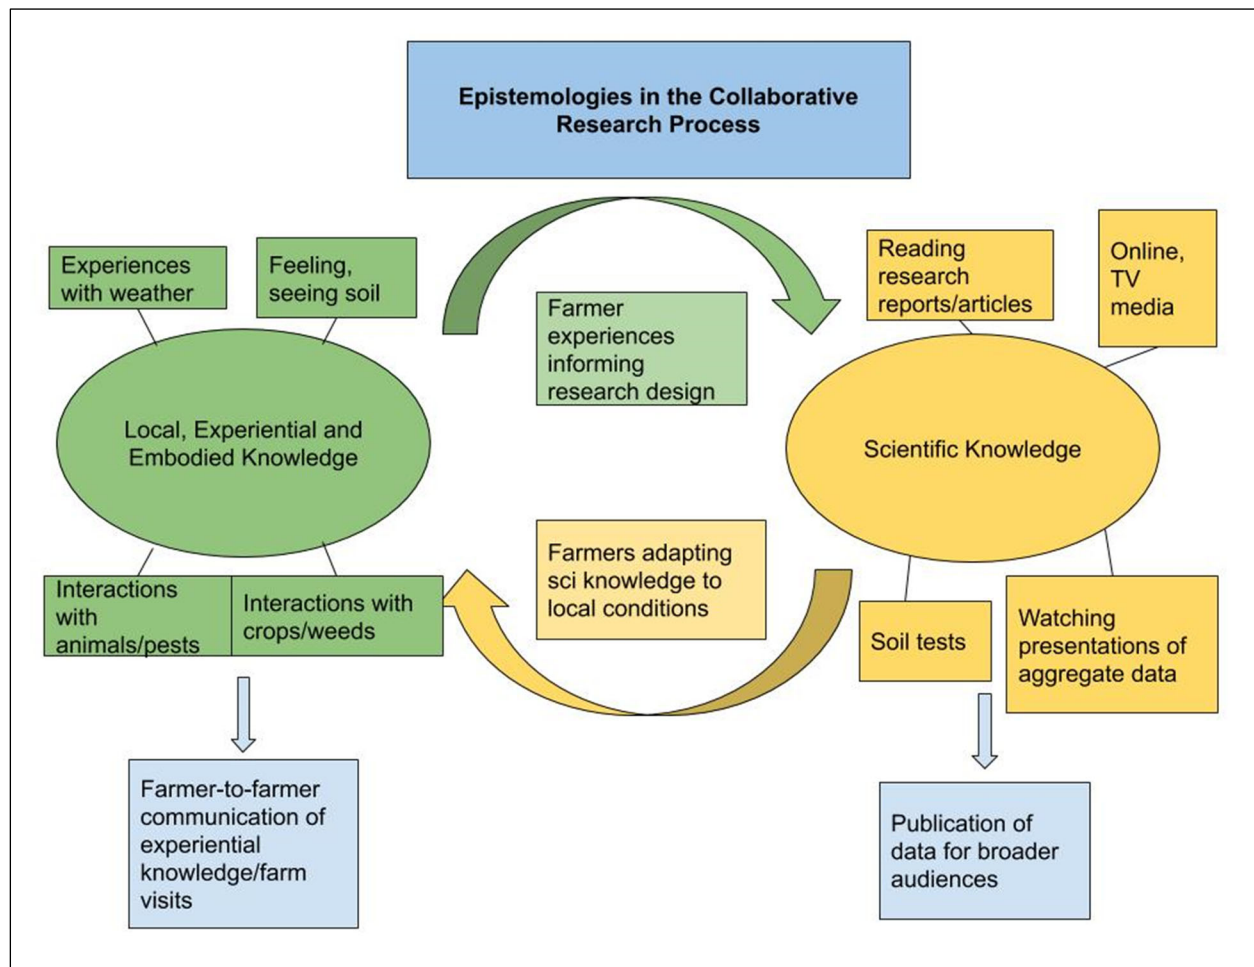 Epistemologies in the Collaborative
Research Process
Experiences
with weather
Feeling,
seeing soil
Farmer
experiences
informing
research design
Reading
research
reports/articles
Online,
TV
media
Local, Experiential and
Embodied Knowledge
Scientific Knowledge
Farmers adapting
sci knowledge to
local conditions
Interactions
with
animals/pests
Interactions with
crops/weeds
Soil tests
Watching
presentations of
aggregate data
Farmer-to-farmer
communication of
experiential
knowledge/farm
visits
Publication of
data for broader
audiences